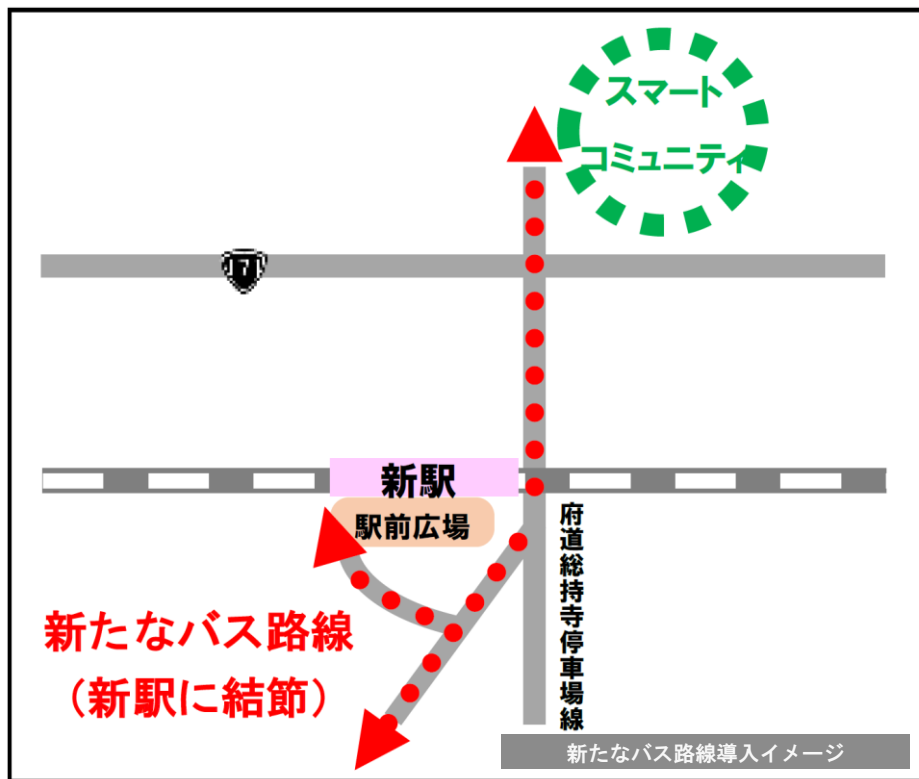 スマート
コミュニティ
7
新駅
駅前広場
府道総持寺停車場線
新たなバス路線
（新駅に結節）
新たなバス路線導入イメージ